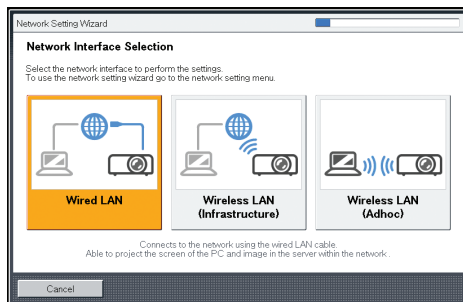 Network Setting Wizard
Network Interface Selection
Select the network interface to perform the settings.
To use the network setting wizard go to the network setting menu.
Wired LAN
Wireless LAN
(Infrastructure)
Wireless LAN
(Adhoc)
Connects to the network using the wired LAN cable.
Able to project the screen of the PC and image in the server within the network .
Cancel